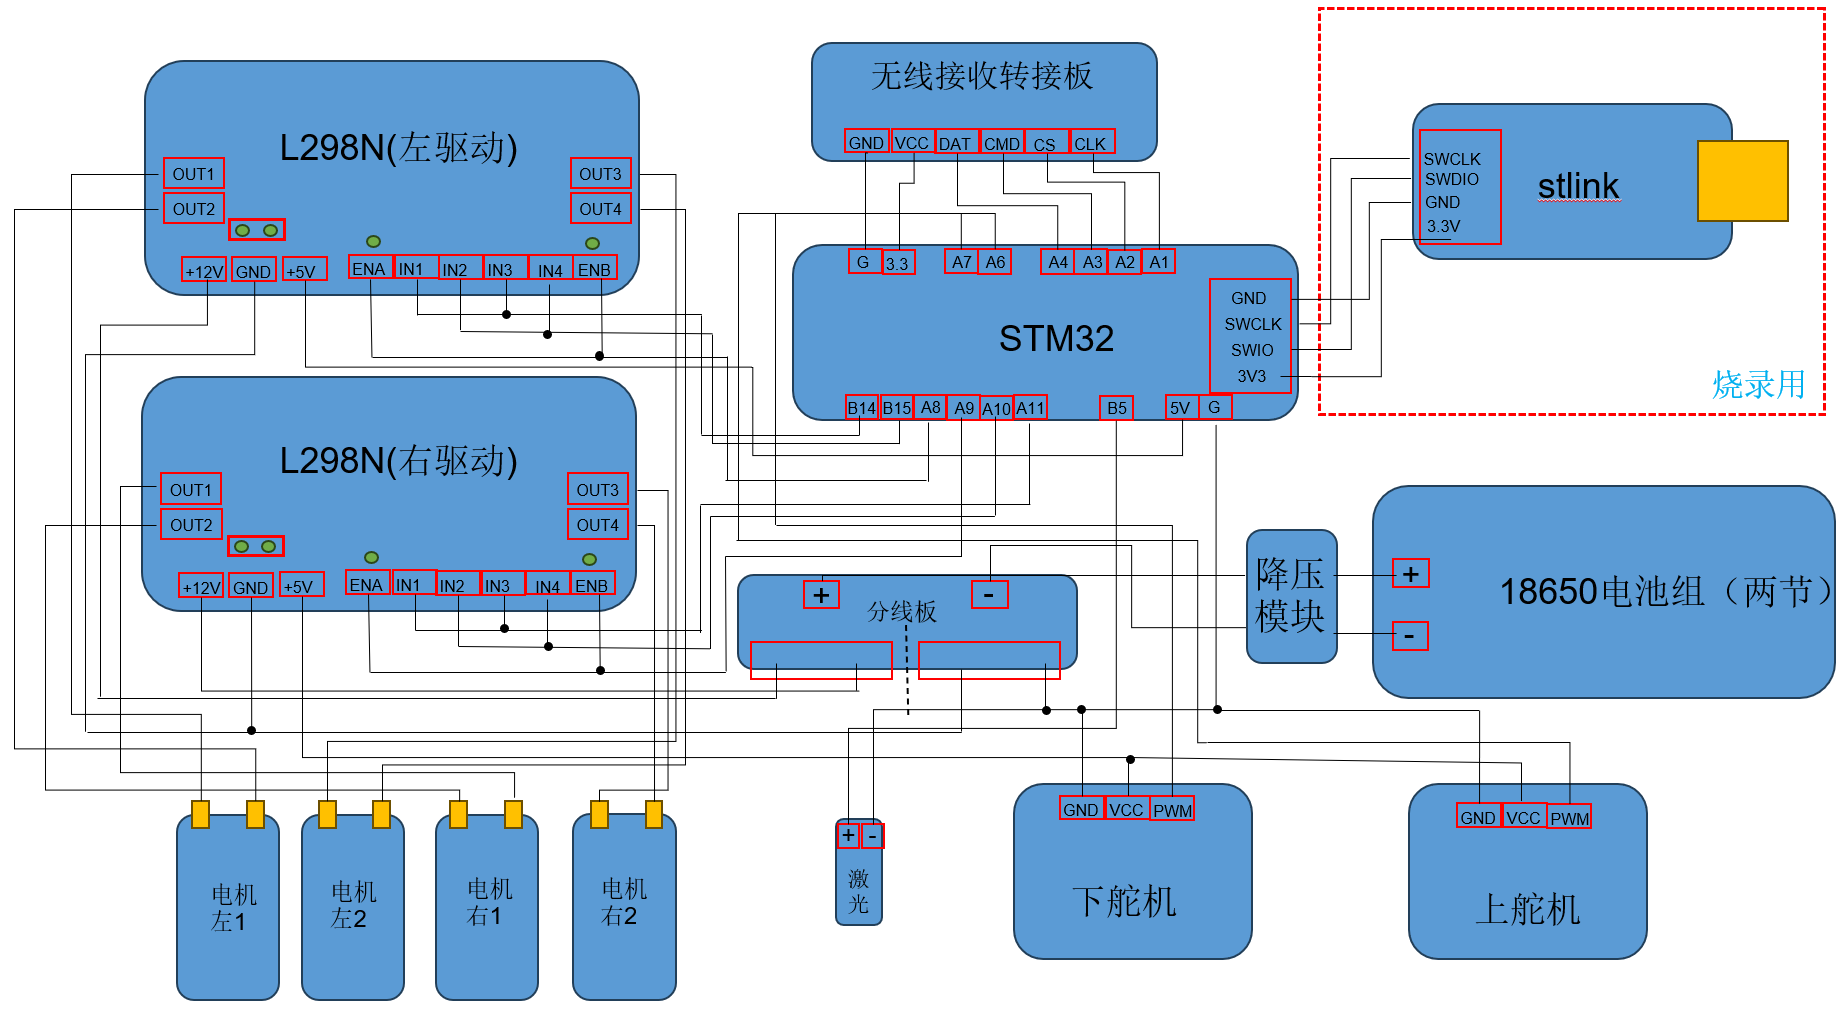 无线接收转接板
GND VCC DAT CMD CS CLK
L298N(左驱动)
OUT1
OUT2
OUT3
OUT4
+12V GND +5V ENA IN1 IN2 IN3 IN4 ENB
SWCLK
SWDIO
GND
3.3V
stlink
烧录用
G 3.3 A7 A6 A4 A3 A2 A1
STM32
GND
SWCLK
SWIO
3V3
B14 B15 A8 A9 A10 A11 B5 5V G
L298N(右驱动)
OUT1
OUT2
OUT3
OUT4
+12V GND +5V ENA IN1 IN2 IN3 IN4 ENB
+ -
分线板
降压
模块
+
-
18650电池组（两节）
电机
左1
电机
左2
电机
右1
电机
右2
+ -
激
光
GND VCC PWM
下舵机
GND VCC PWM
上舵机